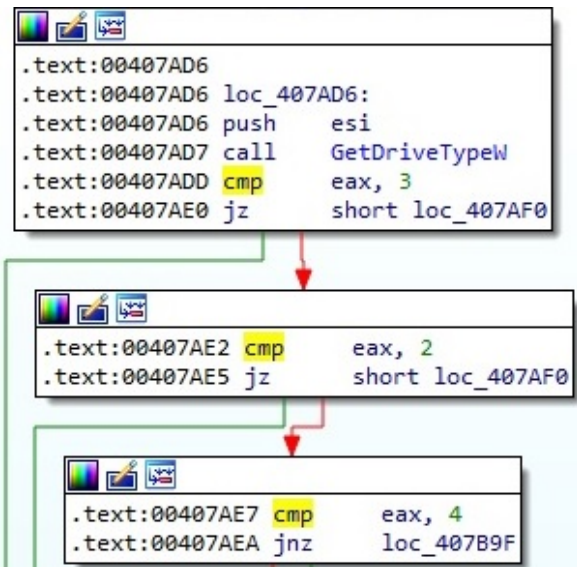 .text:00407AD6
.text:00407AD6 loc_407AD6:
.text:00407AD6 push    esi
.text:00407AD7 call    GetDriveTypeW
.text:00407ADD cmp     eax, 3
.text:00407AE0 jz      short loc_407AF0
.text:00407AE2 cmp     eax, 2
.text:00407AE5 jz      short loc_407AF0
.text:00407AE7 cmp     eax, 4
.text:00407AEA jnz     loc_407B9F